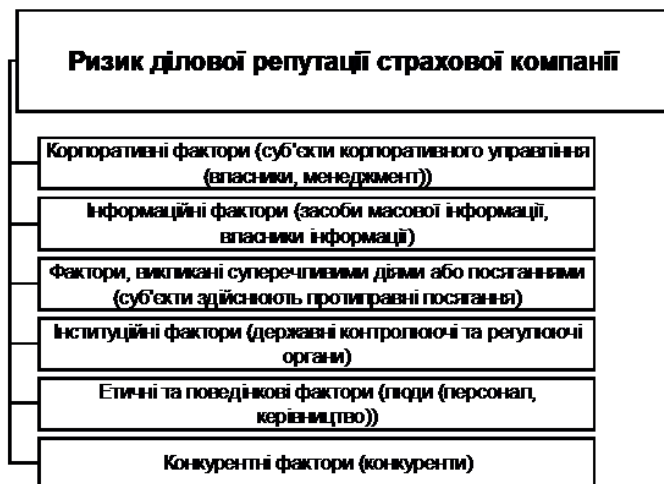 Ризик ділової репутації страхової компанії
Корпоративні фактори (суб'єкти корпоративного управління
(власники, менеджмент))
Інформаційні фактори (засоби масової інформації,
власники інформації)
Фактори, викликані суперечливими діями або посяганнями
(суб'єкти здійснюють протиправні посягання)
Інституційні фактори (державні контролюючі та регулюючі
органи)
Етичні та поведінкові фактори (люди (персонал,
керівництво))
Конкурентні фактори (конкуренти)